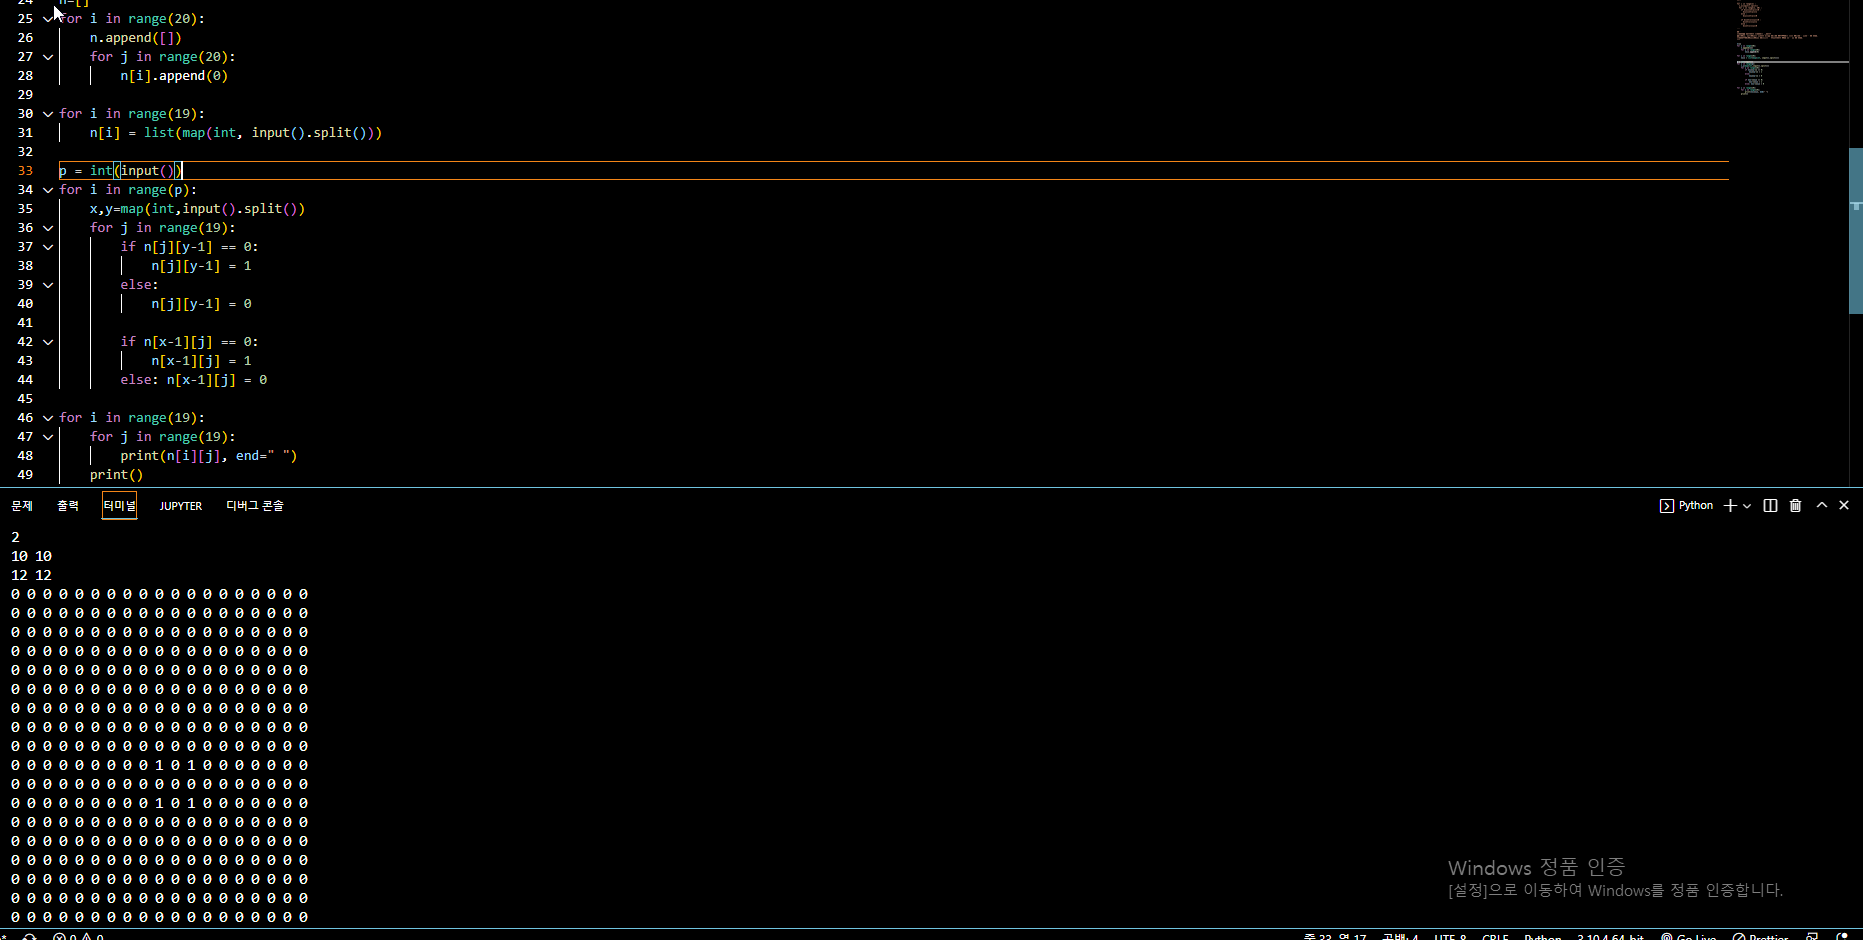 24 n=[]
25 for i in range(20):
26 n.append([])
27 for j in range(20):
28 n[i].append(0)
29
30 for i in range(19):
31 n[i] = list(map(int, input().split()))
32
33 p = int(input())
34 for i in range(p):
35 x,y=map(int,input().split())
36 for j in range(19):
37 if n[j][y-1] == 0:
38 n[j][y-1] = 1
39 else:
40 n[j][y-1] = 0
41
42 if n[x-1][j] == 0:
43 n[x-1][j] = 1
44 else: n[x-1][j] = 0
45
46 for i in range(19):
47 for j in range(19):
48 print(n[i][j], end=" ")
49 print()
문제 출력 터미널 JUPYTER 디버그 콘솔 Python
2
10 10
12 12
0 0 0 0 0 0 0 0 0 0 0 0 0 0 0 0 0 0 0
0 0 0 0 0 0 0 0 0 0 0 0 0 0 0 0 0 0 0
0 0 0 0 0 0 0 0 0 0 0 0 0 0 0 0 0 0 0
0 0 0 0 0 0 0 0 0 0 0 0 0 0 0 0 0 0 0
0 0 0 0 0 0 0 0 0 0 0 0 0 0 0 0 0 0 0
0 0 0 0 0 0 0 0 0 0 0 0 0 0 0 0 0 0 0
0 0 0 0 0 0 0 0 0 0 0 0 0 0 0 0 0 0 0
0 0 0 0 0 0 0 0 0 0 0 0 0 0 0 0 0 0 0
0 0 0 0 0 0 0 0 0 0 0 0 0 0 0 0 0 0 0
0 0 0 0 0 0 0 0 0 1 0 1 0 0 0 0 0 0 0
0 0 0 0 0 0 0 0 0 0 0 0 0 0 0 0 0 0 0
0 0 0 0 0 0 0 0 0 1 0 1 0 0 0 0 0 0 0
0 0 0 0 0 0 0 0 0 0 0 0 0 0 0 0 0 0 0
0 0 0 0 0 0 0 0 0 0 0 0 0 0 0 0 0 0 0
0 0 0 0 0 0 0 0 0 0 0 0 0 0 0 0 0 0 0
0 0 0 0 0 0 0 0 0 0 0 0 0 0 0 0 0 0 0
0 0 0 0 0 0 0 0 0 0 0 0 0 0 0 0 0 0 0
0 0 0 0 0 0 0 0 0 0 0 0 0 0 0 0 0 0 0
Windows 정품 인증
[설정]으로 이동하여 Windows를 정품 인증합니다.
0 0 줄 33, 열 17 공백: 4 UTF-8 CRLF Python 3.10.4 64-bit Go Live Prettier